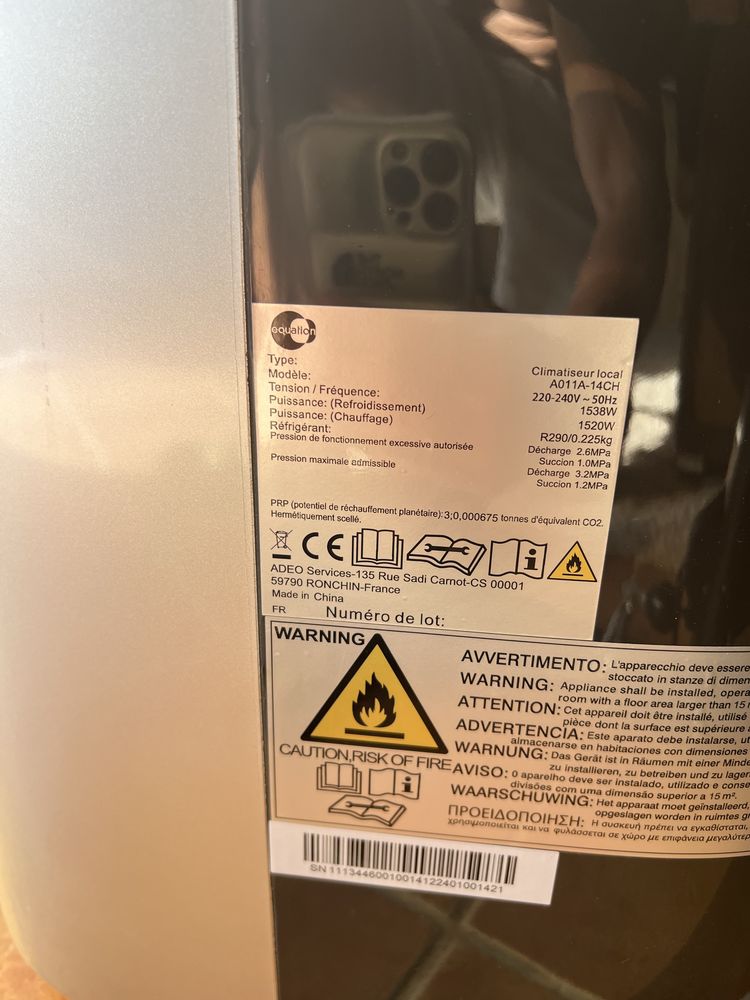 equation
Type: Climatiseur local
Modèle: A011A-14CH
Tension / Fréquence: 220-240V ~ 50Hz
Puissance: (Refroidissement) 1538W
Puissance: (Chauffage) 1520W
Réfrigérant: R290/0.225kg
Pression de fonctionnement excessive autorisée Décharge 2.6MPa
Succion 1.0MPa
Pression maximale admissible Décharge 3.2MPa
Succion 1.2MPa
PRP (potentiel de réchauffement planétaire):3;0,000675 tonnes d'équivalent CO2.
Hermétiquement scellé.
CE
ADEO Services-135 Rue Sadi Carnot-CS 00001
59790 RONCHIN-France
Made in China
FR Numéro de lot:
WARNING
CAUTION,RISK OF FIRE
AVVERTIMENTO: L'apparecchio deve essere
stoccato in stanze di dimen
WARNING: Appliance shall be installed, opera
room with a floor area larger than 15
ATTENTION: Cet appareil doit être installé, utilisé
pièce dont la surface est supérieure
ADVERTENCIA: Este aparato debe instalarse, ut
almacenarse en habitaciones con dimensiones
WARNUNG: Das Gerät ist in Räumen mit einer Minde
zu installieren, zu betreiben und zu lager
AVISO: o aparelho deve ser instalado, utilizado e conse
divisões com uma dimensão superior a 15 m².
WAARSCHUWING: Het apparaat moet geïnstalleerd,
opgeslagen worden in ruimtes gr
ΠΡΟΕΙΔΟΠΟΙΗΣΗ: Η συσκευή πρέπει να εγκαθίσταται,
χρησιμοποιείται και να φυλάσσεται σε χώρο με επιφάνεια μεγαλύτερ
SN 1113446001001412240100142​1